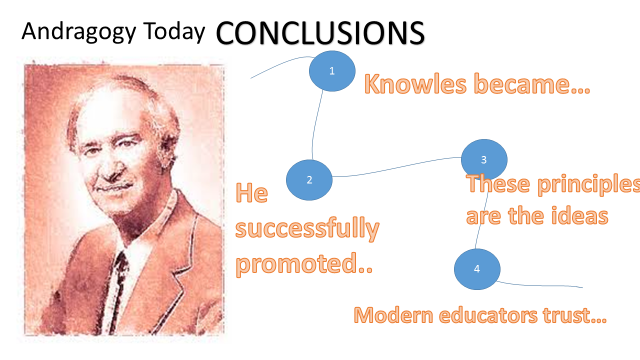 Andragogy Today CONCLUSIONS
1
Knowles became...
2
He
successfully
promoted..
3
These principles
are the ideas
4
Modern educators trust...